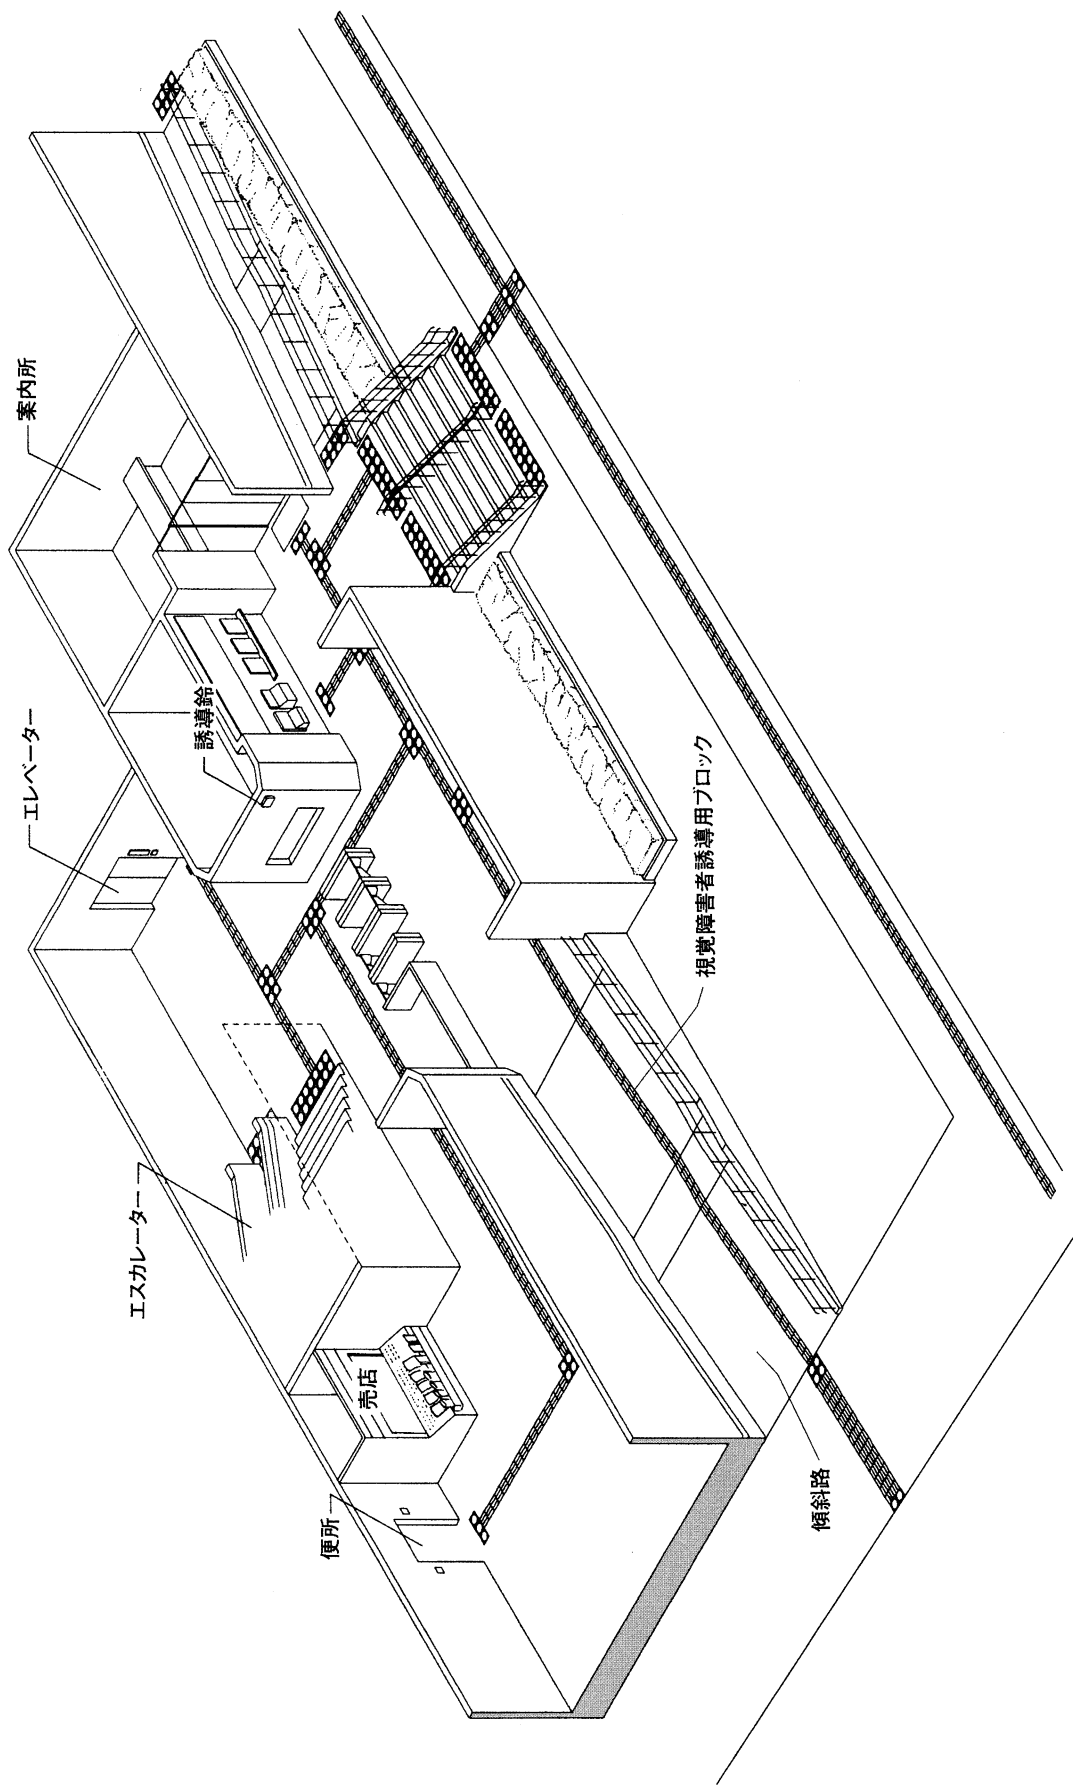 便所
売店
エスカレーター
エレベーター
誘導鈴
案内所
傾斜路
視覚障害者誘導用ブロック